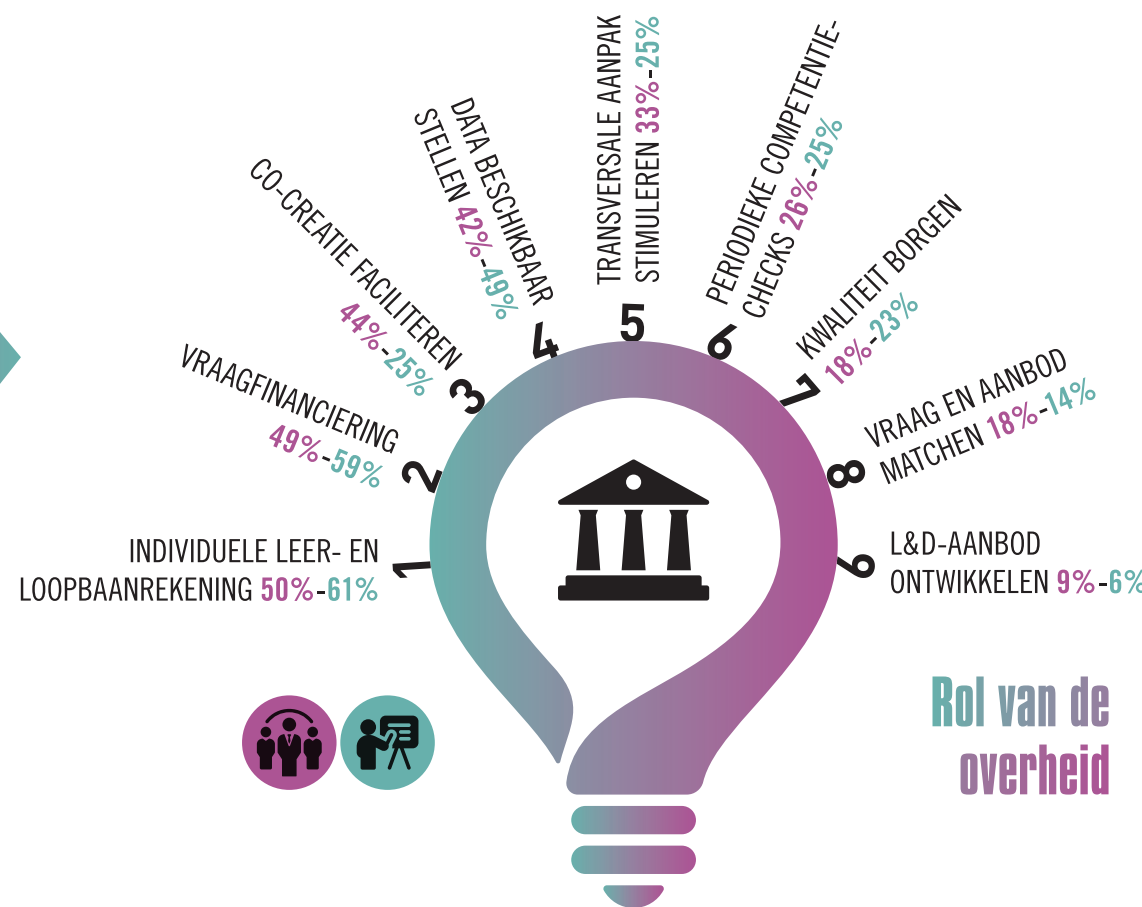 1
INDIVIDUELE LEER- EN
LOOPBAANREKENING 50%-61%
2
VRAAGFINANCIERING
49%-59%
3
CO-CREATIE FACILITEREN
44%-25%
4
DATA BESCHIKBAAR
STELLEN 42%-49%
5
TRANSVERSALE AANPAK
STIMULEREN 33%-25%
6
PERIODIEKE COMPETENTIE-
CHECKS 26%-25%
7
KWALITEIT BORGEN
18%-23%
8
VRAAG EN AANBOD
MATCHEN 18%-14%
9
L&D-AANBOD
ONTWIKKELEN 9%-6%
Rol van de
overheid